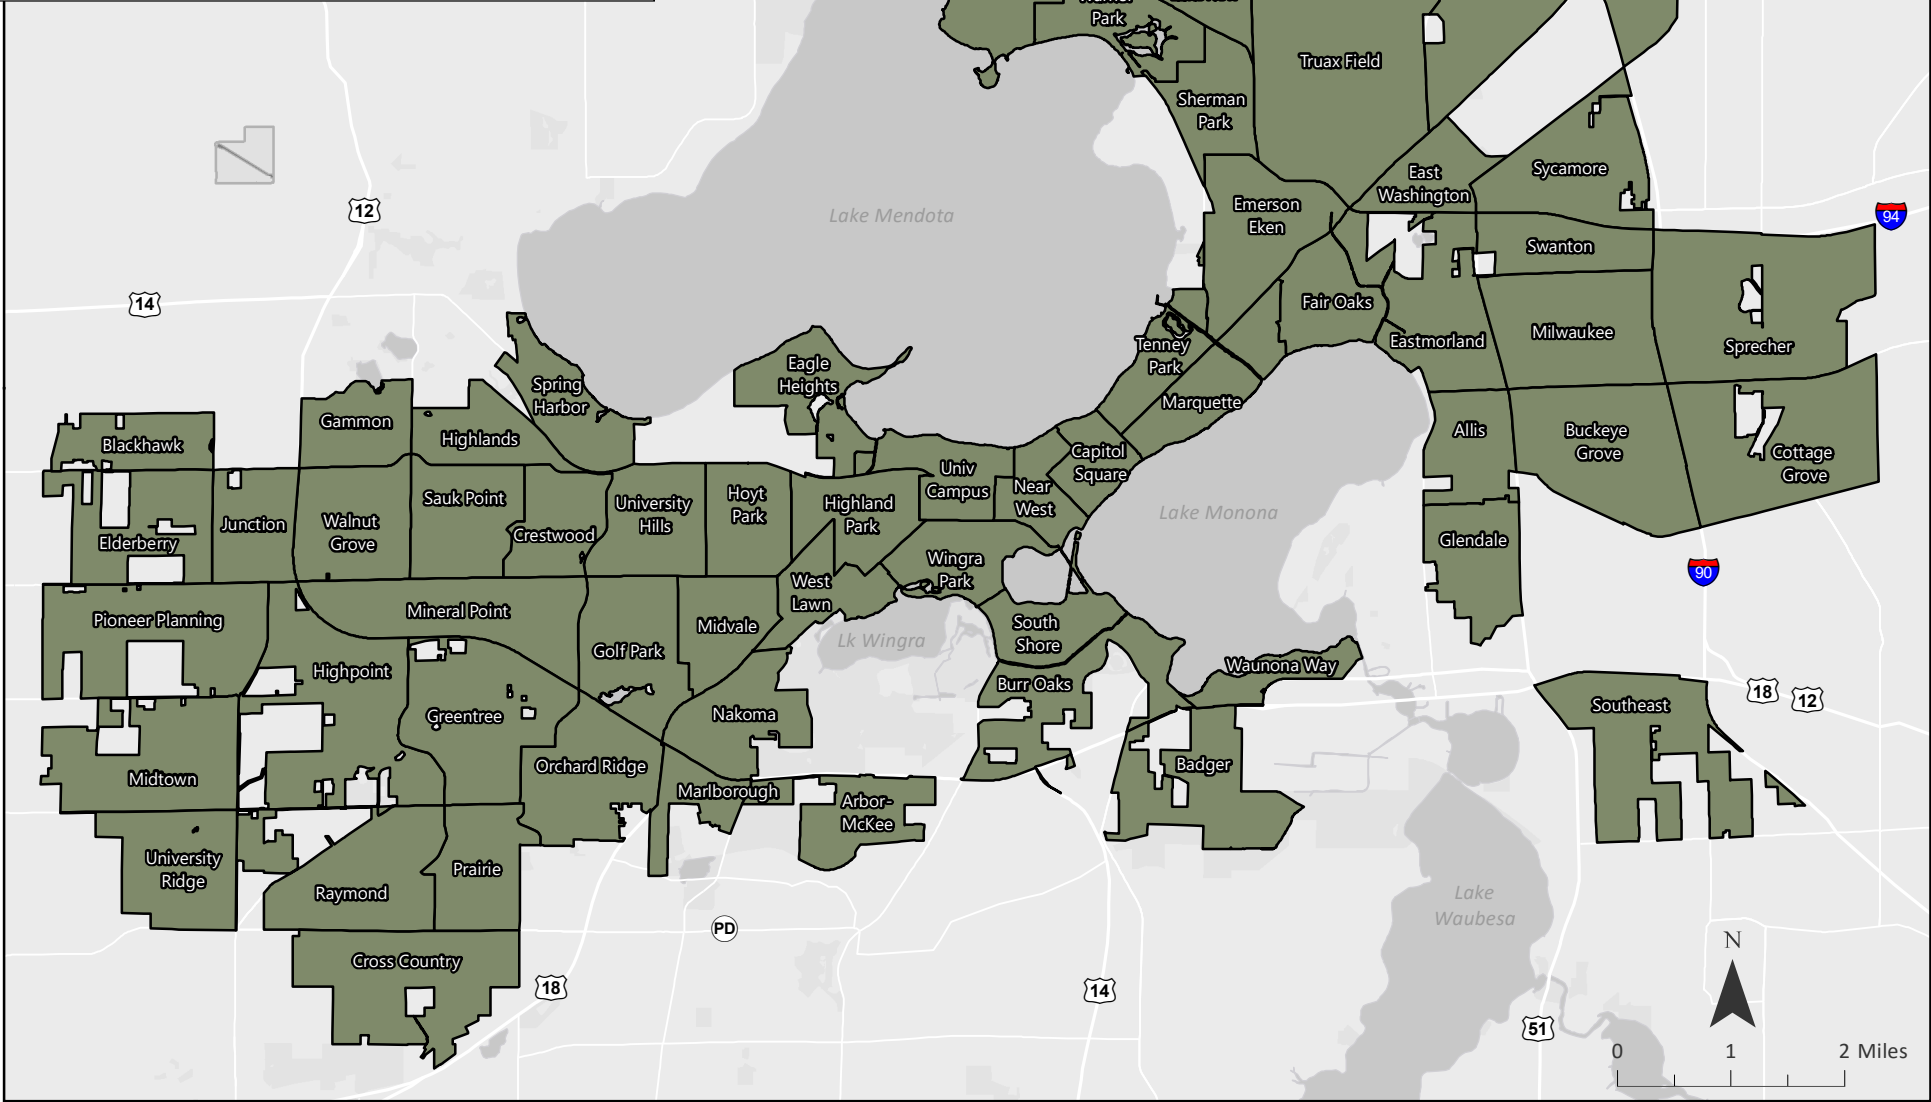 Park
Truax Field
Sherman
Park
East
Washington
Sycamore
12
Lake Mendota
Emerson
Eken
94
Swanton
14
Fair Oaks
Tenney
Park
Eastmorland
Milwaukee
Sprecher
Eagle
Heights
Spring
Harbor
Marquette
Gammon
Highlands
Blackhawk
Allis
Buckeye
Grove
Capitol
Square
Cottage
Grove
Univ
Campus
Near
West
Sauk Point
University
Hills
Hoyt
Park
Highland
Park
Junction
Walnut
Grove
Crestwood
Elderberry
Lake Monona
Glendale
Wingra
Park
West
Lawn
90
Pioneer Planning
Mineral Point
Midvale
South
Shore
Lk Wingra
Golf Park
Highpoint
Waunona Way
Burr Oaks
18
12
Southeast
Greentree
Nakoma
Midtown
Orchard Ridge
Badger
Marlborough
Arbor-
McKee
University
Ridge
Prairie
Raymond
Lake
Waubesa
PD
N
Cross Country
18
14
51
0 1 2 Miles